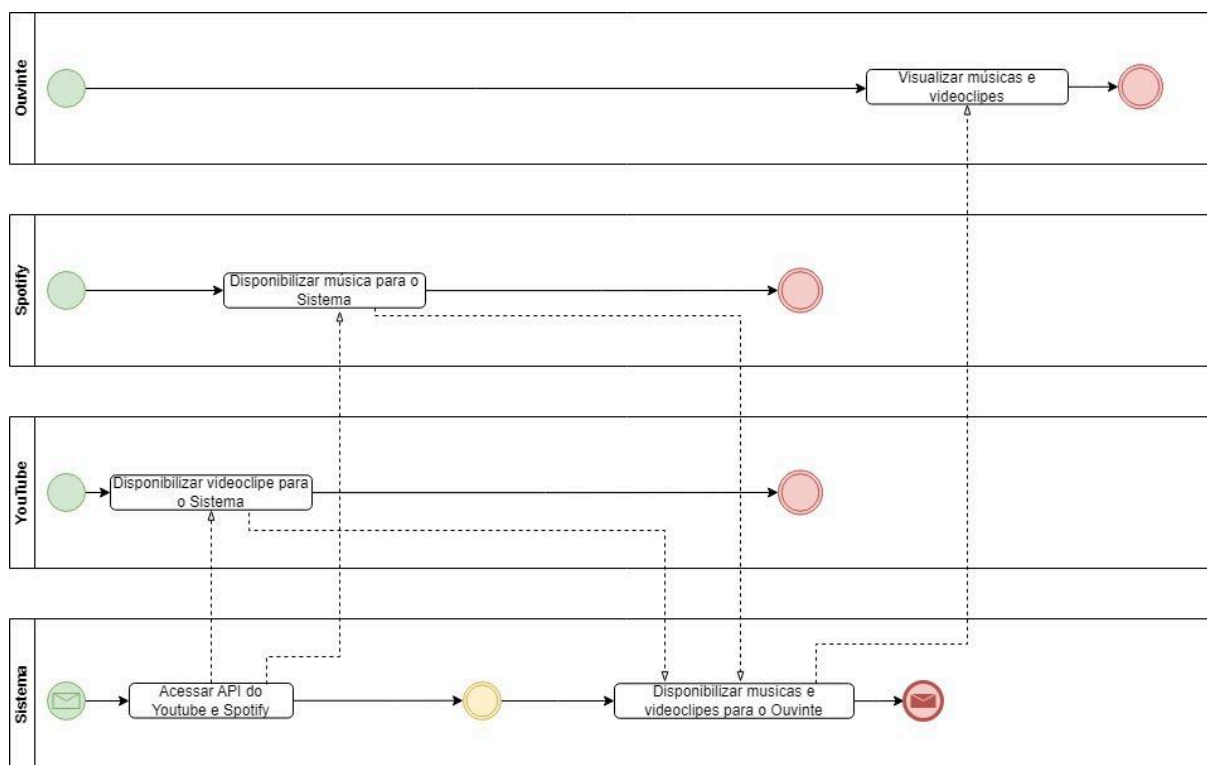 Ouvinte
Visualizar músicas e
videoclipes
Spotify
Disponibilizar música para o
Sistema
YouTube
Disponibilizar videoclipe para
o Sistema
Sistema
Acessar API do
Youtube e Spotify
Disponibilizar musicas e
videoclipes para o Ouvinte